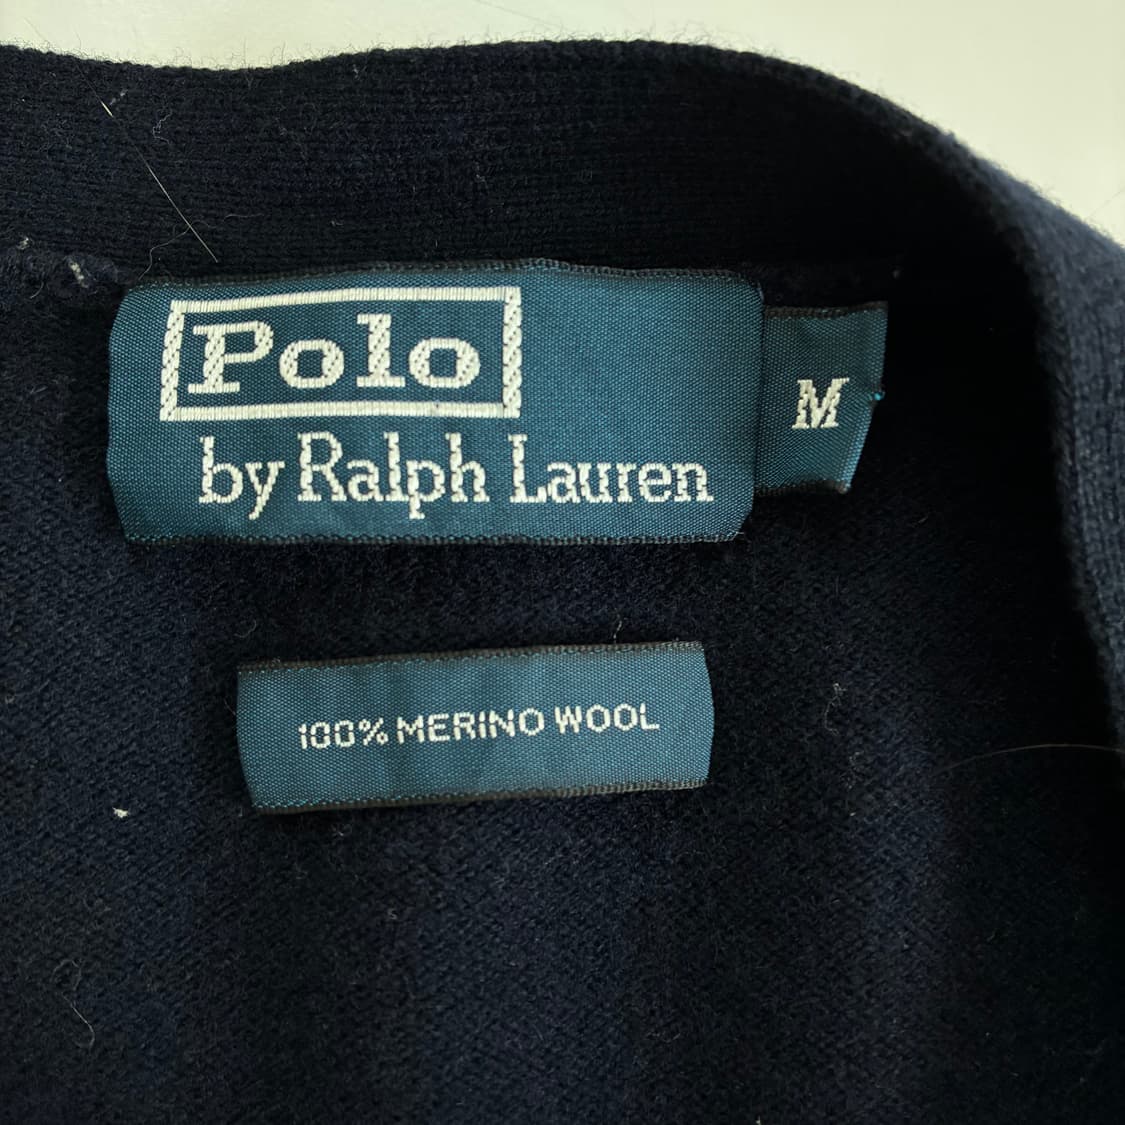 Polo
by Ralph Lauren
M
100% MERINO WOOL